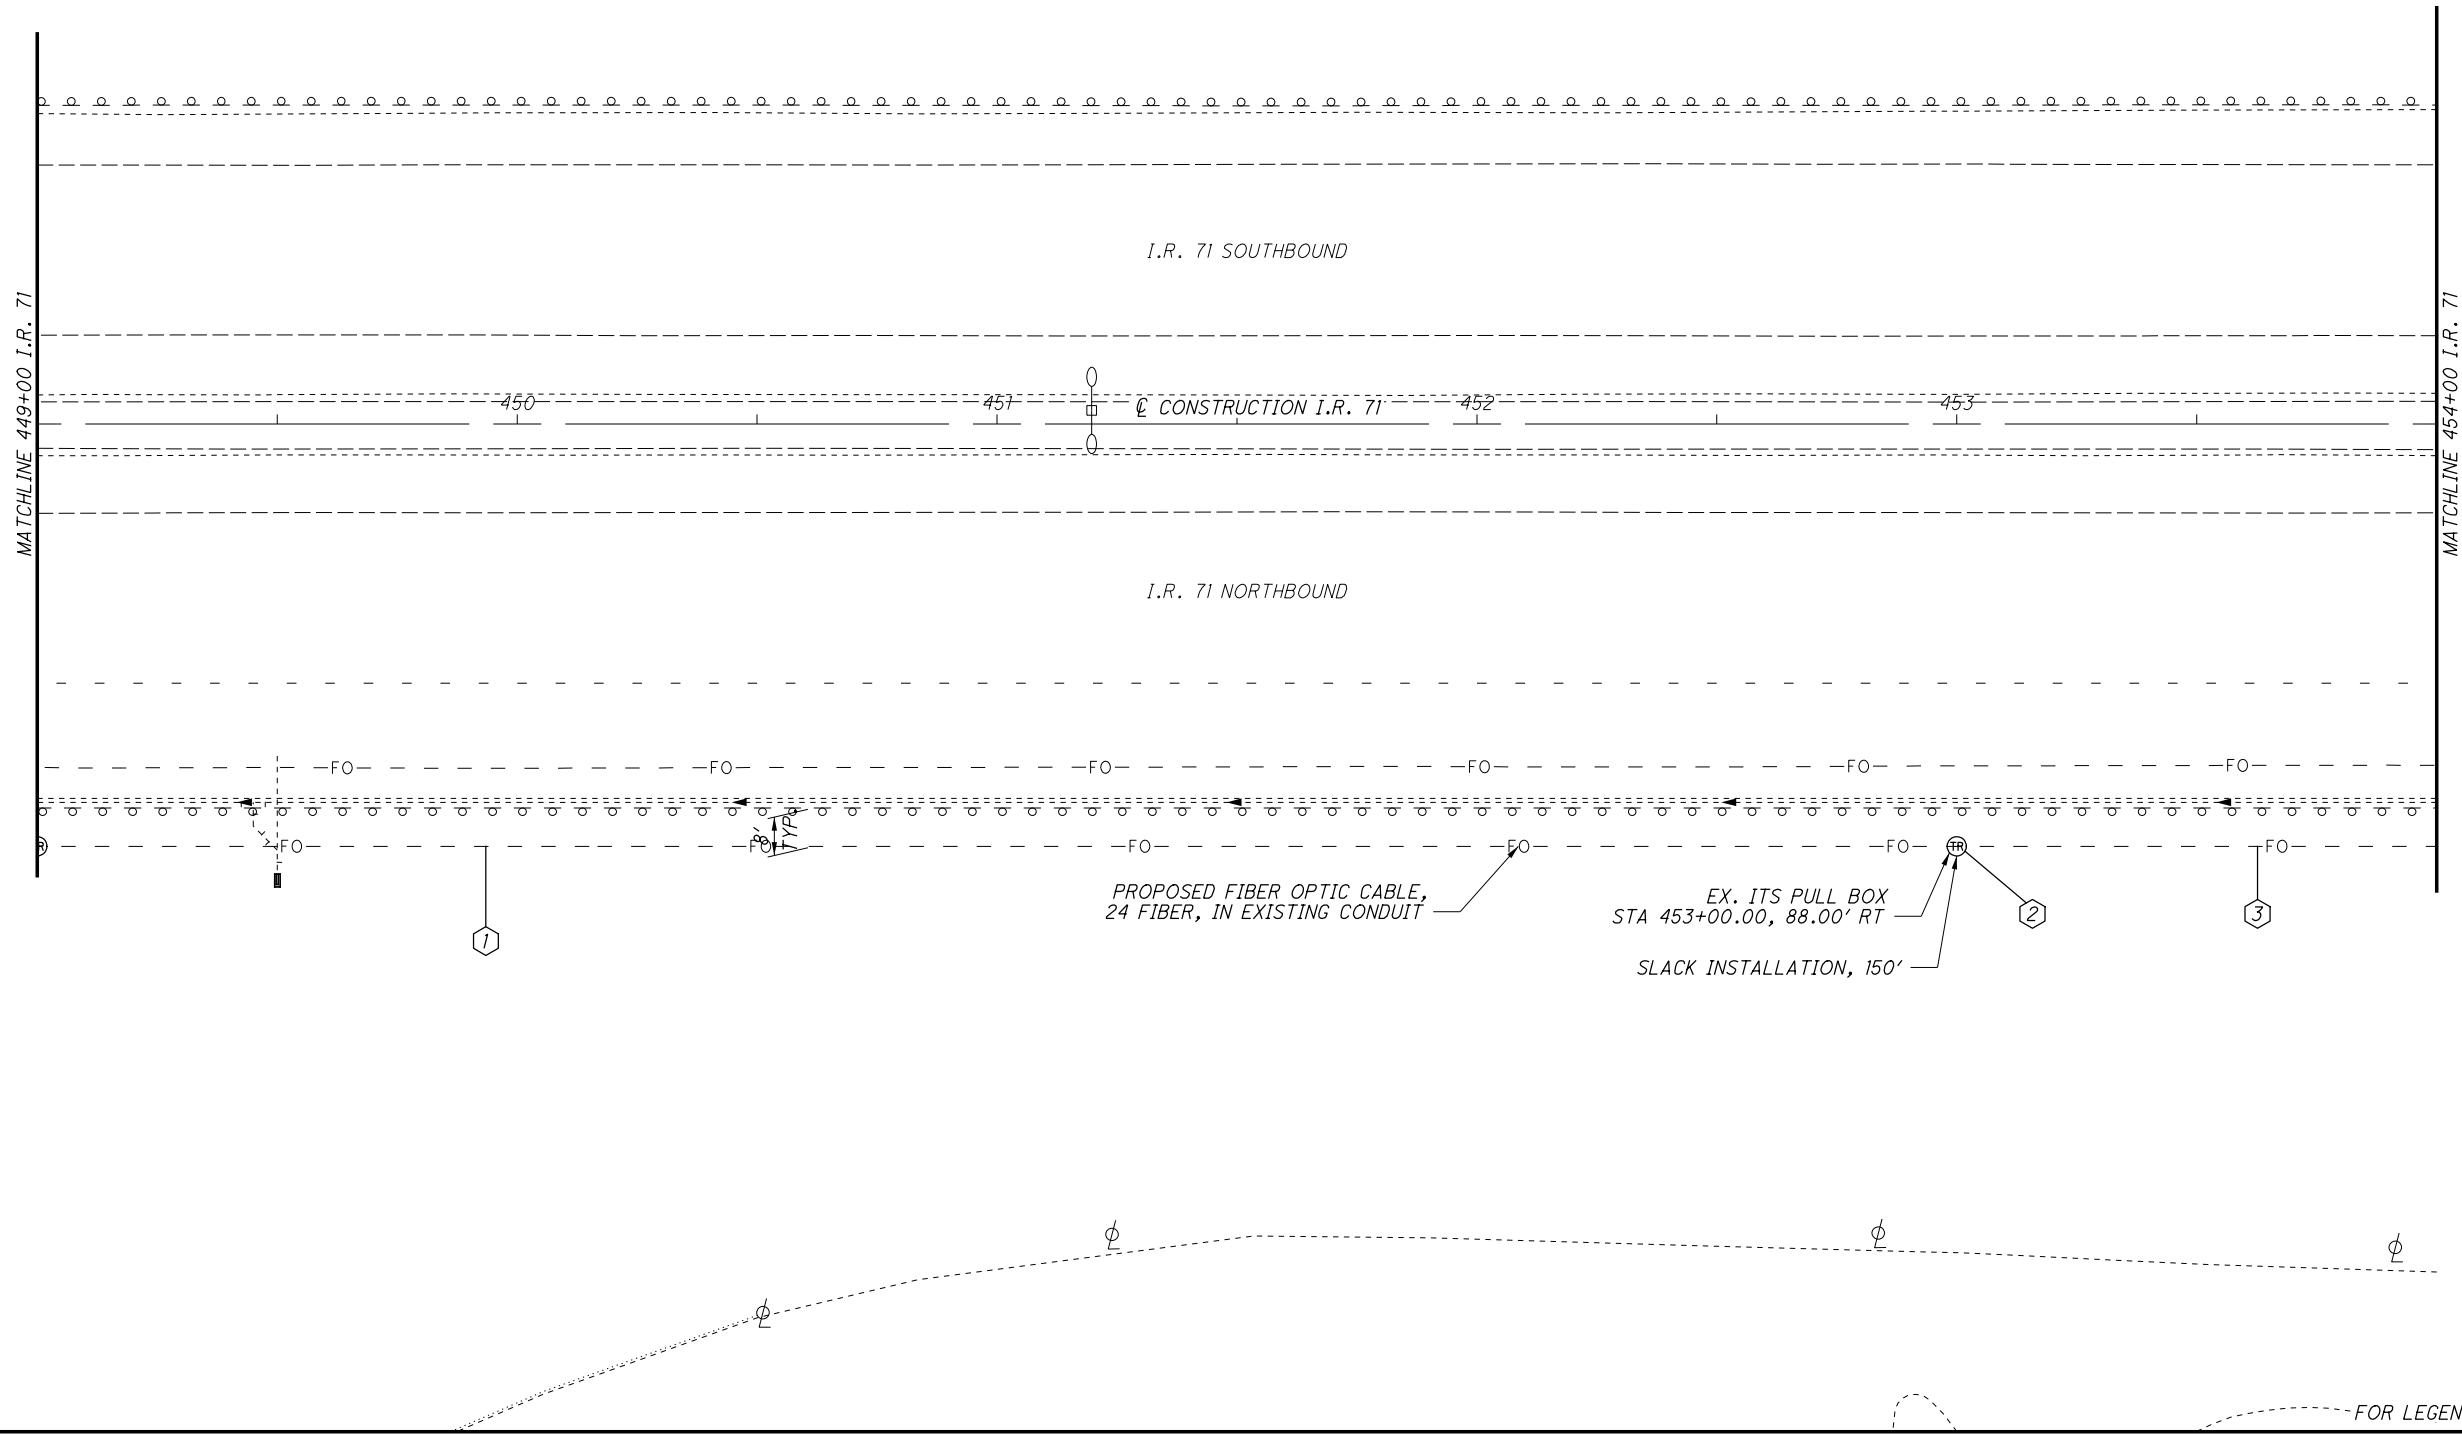 I.R. 71 SOUTHBOUND
MATCHLINE 449+00 I.R. 71
MATCHLINE 454+00 I.R. 71
450
451
℄ CONSTRUCTION I.R. 71
452
453
I.R. 71 NORTHBOUND
FO
FO
FO
FO
FO
FO
8'
TYP.
R
FO
FO
FO
FO
FO
TR
FO
PROPOSED FIBER OPTIC CABLE,
24 FIBER, IN EXISTING CONDUIT
EX. ITS PULL BOX
STA 453+00.00, 88.00' RT
SLACK INSTALLATION, 150'
1
2
3
FOR LEGEN